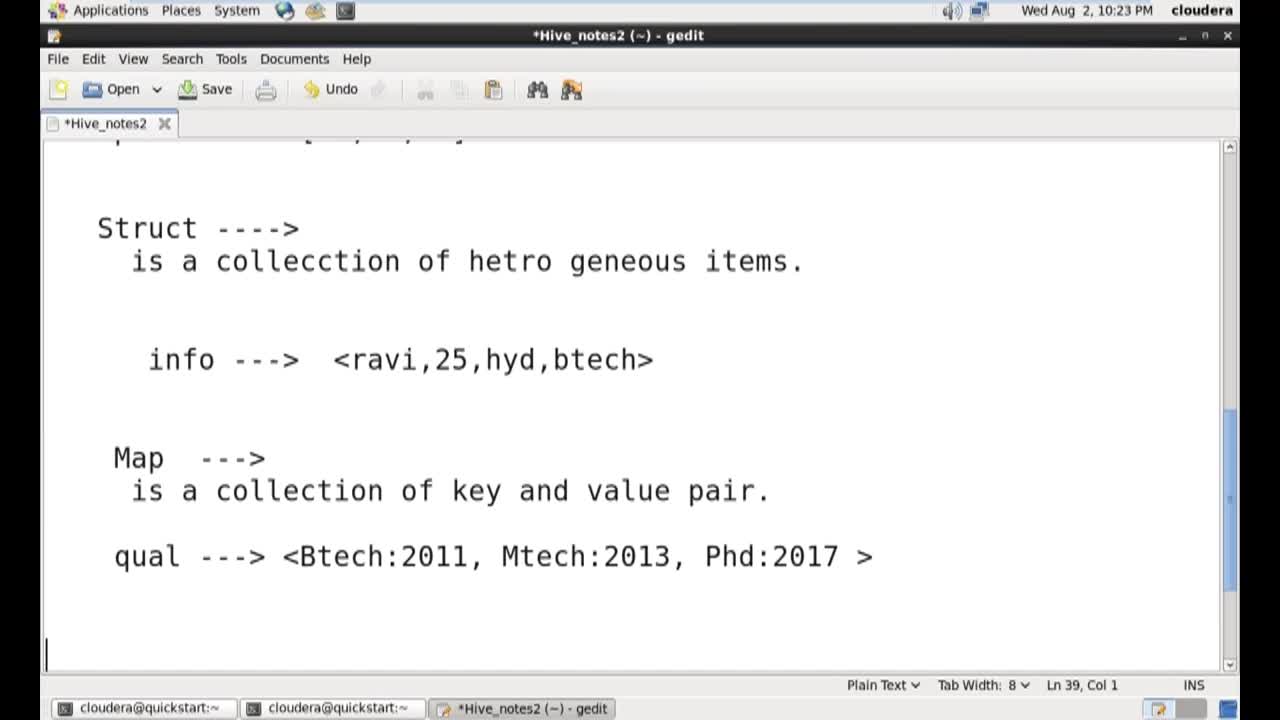 Applications Places System Wed Aug 2, 10:23 PM cloudera
*Hive_notes2 (~) - gedit
File Edit View Search Tools Documents Help
Open Save Undo
*Hive_notes2
Struct ---->
is a collecction of hetro geneous items.
info ---> <ravi,25,hyd,btech>
Map --->
is a collection of key and value pair.
qual ---> <Btech:2011, Mtech:2013, Phd:2017 >
Plain Text Tab Width: 8 Ln 39, Col 1 INS
cloudera@quickstart:~ cloudera@quickstart:~ *Hive_notes2 (~) - gedit